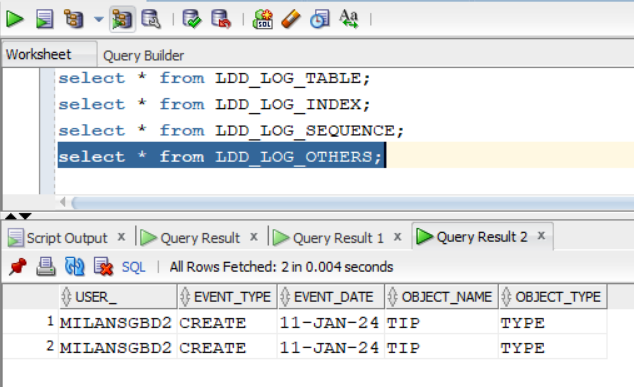 SQL
Aa
Worksheet Query Builder
select * from LDD_LOG_TABLE;
select * from LDD_LOG_INDEX;
select * from LDD_LOG_SEQUENCE;
select * from LDD_LOG_OTHERS;
Script Output x Query Result x Query Result 1 x Query Result 2 x
SQL | All Rows Fetched: 2 in 0.004 seconds
USER_ EVENT_TYPE EVENT_DATE OBJECT_NAME OBJECT_TYPE
1 MILANSGBD2 CREATE 11-JAN-24 TIP TYPE
2 MILANSGBD2 CREATE 11-JAN-24 TIP TYPE